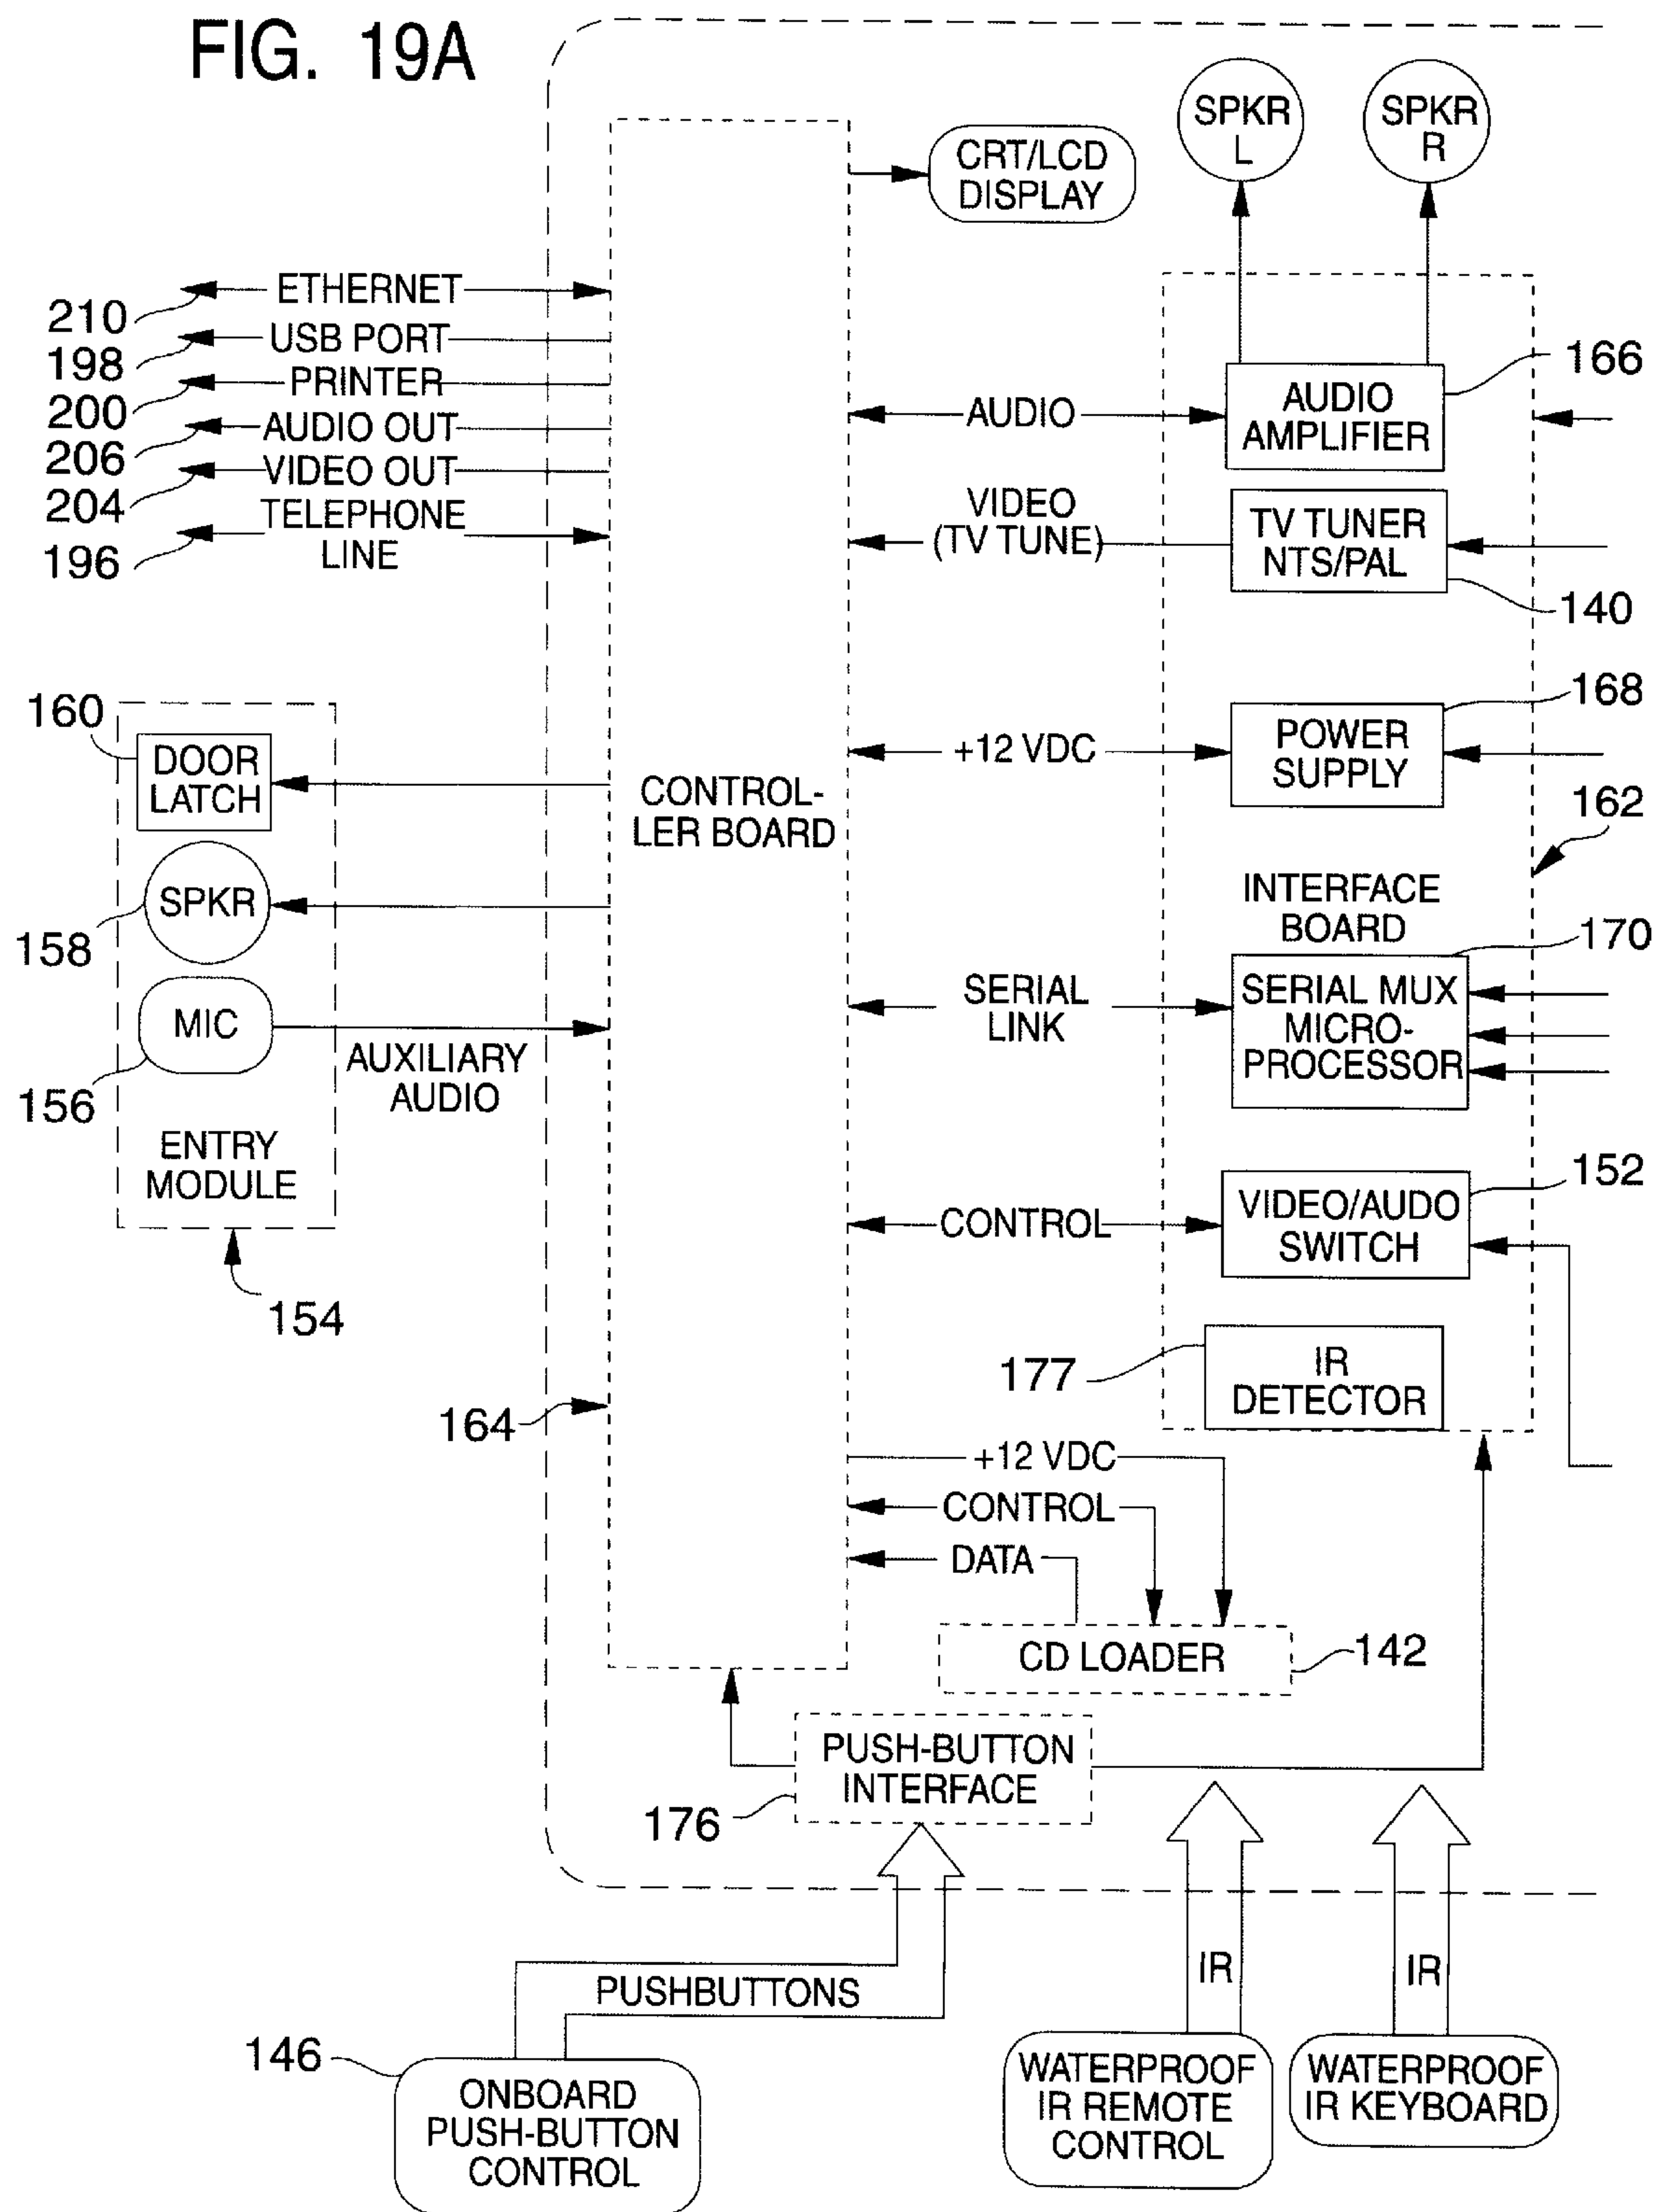 FIG. 19A
SPKR
L
SPKR
R
CRT/LCD
DISPLAY
ETHERNET
210
USB PORT
198
PRINTER
200
AUDIO OUT
206
VIDEO OUT
204
TELEPHONE
LINE
196
AUDIO
AUDIO
AMPLIFIER
166
VIDEO
(TV TUNE)
TV TUNER
NTS/PAL
140
160
DOOR
LATCH
SPKR
158
MIC
156
AUXILIARY
AUDIO
ENTRY
MODULE
154
CONTROL-
LER BOARD
164
+12 VDC
POWER
SUPPLY
168
162
INTERFACE
BOARD
170
SERIAL
LINK
SERIAL MUX
MICRO-
PROCESSOR
CONTROL
VIDEO/AUDO
SWITCH
152
177
IR
DETECTOR
+12 VDC
CONTROL
DATA
CD LOADER
142
PUSH-BUTTON
INTERFACE
176
PUSHBUTTONS
IR
IR
146
ONBOARD
PUSH-BUTTON
CONTROL
WATERPROOF
IR REMOTE
CONTROL
WATERPROOF
IR KEYBOARD